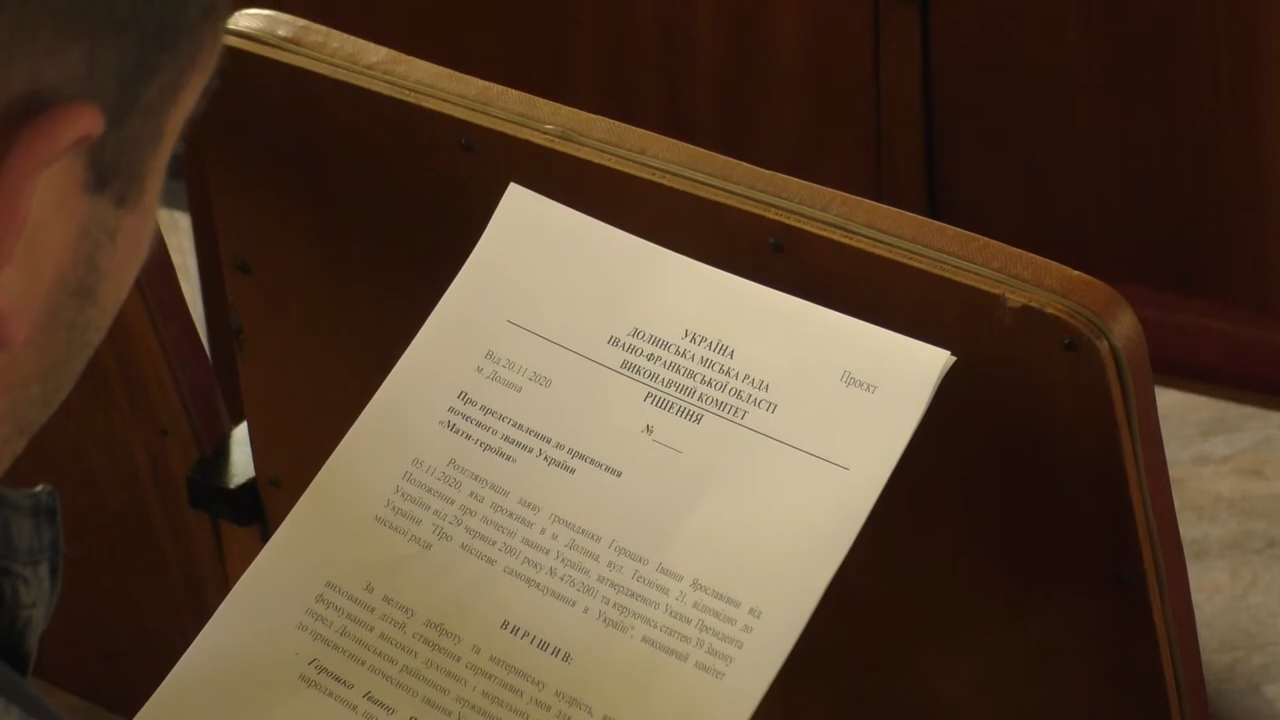 УКРАЇНА
ДОЛИНСЬКА МІСЬКА РАДА
ІВАНО-ФРАНКІВСЬКОЇ ОБЛАСТІ
ВИКОНАВЧИЙ КОМІТЕТ
Проєкт
РІШЕННЯ
Від 20.11.2020
№____
м. Долина
Про представлення до присвоєння
почесного звання України
«Мати-героїня»
Розглянувши заяву громадянки Горошко Іванни Ярославівни від
05.11.2020, яка проживає в м. Долина, вул. Технічна, 21, відповідно до
Положення про почесні звання України, затвердженого Указом Президента
України від 29 червня 2001 року № 476/2001 та керуючись статтею 39 Закону
України "Про місцеве самоврядування в Україні", виконавчий комітет
міської ради
ВИРІШИВ:
За велику доброту та материнську мудрість,
виховання дітей, створення сприятливих умов для
формування високих духовних і моральних
перед Долинською районною державно
до присвоєння почесного звання У
- Горошко Іванну
народження, що